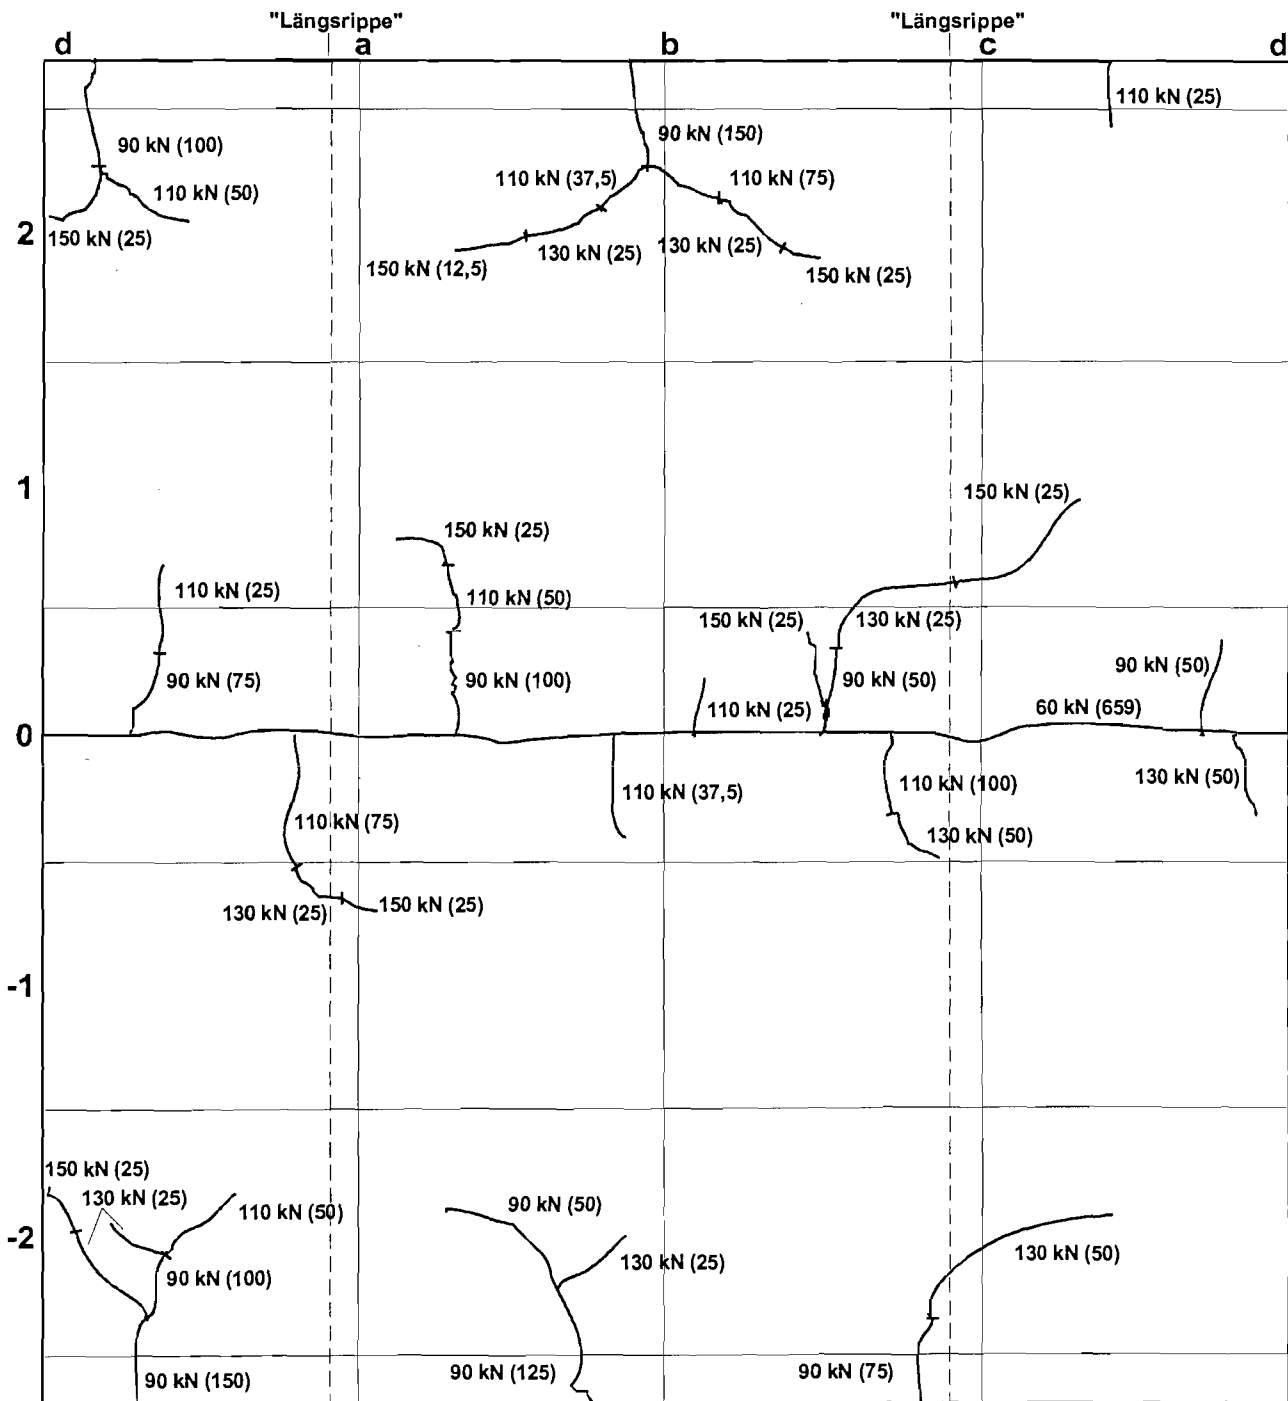 "Längsrippe" "Längsrippe"
d a b c d
110 kN (25)
90 kN (150)
90 kN (100)
110 kN (37,5) 110 kN (75)
110 kN (50)
2
150 kN (25) 130 kN (25) 130 kN (25)
150 kN (12,5) 150 kN (25)
1
150 kN (25)
150 kN (25)
110 kN (25)
110 kN (50)
150 kN (25) 130 kN (25)
90 kN (50)
90 kN (75) 90 kN (100) 90 kN (50)
110 kN (25) 60 kN (659)
0
130 kN (50)
110 kN (37,5) 110 kN (100)
110 kN (75)
130 kN (50)
130 kN (25) 150 kN (25)
-1
150 kN (25)
130 kN (25)
110 kN (50) 90 kN (50)
-2
130 kN (25) 130 kN (50)
90 kN (100)
90 kN (150) 90 kN (125) 90 kN (75)